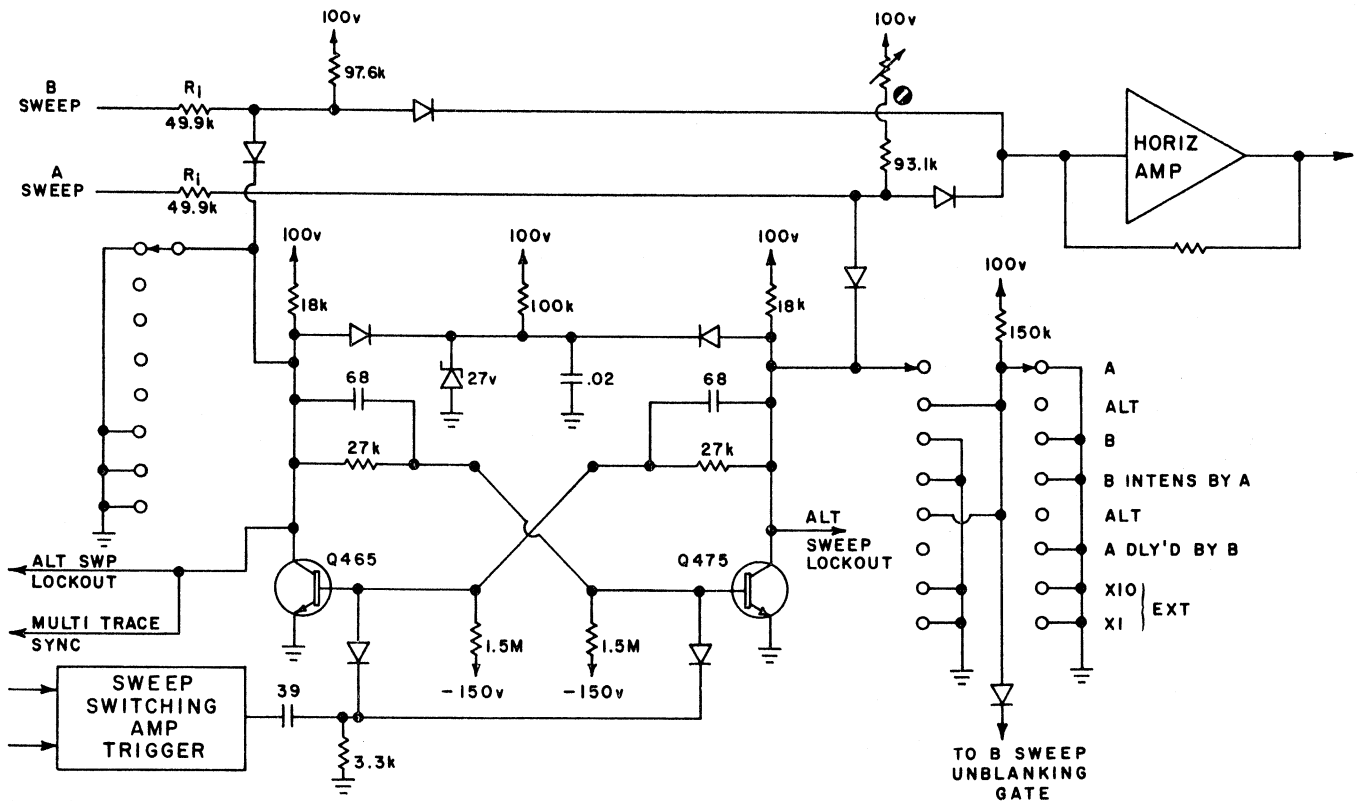 100v
100v
97.6k
B
SWEEP
R1
49.9k
HORIZ
AMP
93.1k
A
SWEEP
R1
49.9k
100v
100v
100v
100v
18k
100k
18k
150k
27v
.02
68
68
A
ALT
B
B INTENS BY A
ALT
A DLY'D BY B
X10
X1
EXT
27k
27k
ALT
SWEEP
LOCKOUT
ALT SWP
LOCKOUT
Q465
Q475
MULTI TRACE
SYNC
1.5M
1.5M
-150v
-150v
SWEEP
SWITCHING
AMP
TRIGGER
39
3.3k
TO B SWEEP
UNBLANKING
GATE